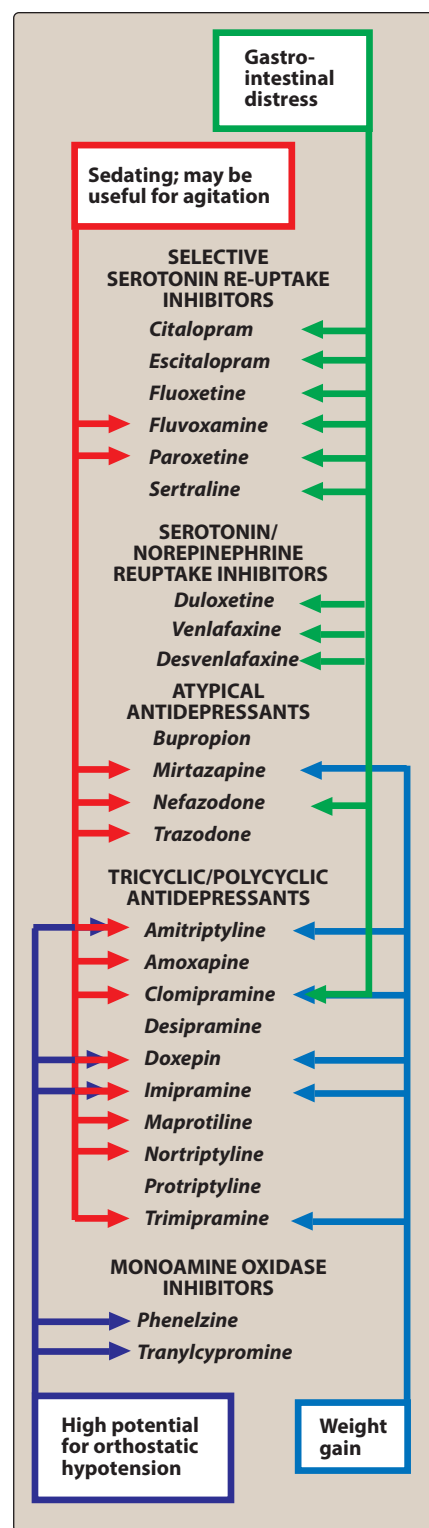 Gastro-
intestinal
distress
Sedating; may be
useful for agitation
SELECTIVE
SEROTONIN RE-UPTAKE
INHIBITORS
Citalopram
Escitalopram
Fluoxetine
Fluvoxamine
Paroxetine
Sertraline
SEROTONIN/
NOREPINEPHRINE
REUPTAKE INHIBITORS
Duloxetine
Venlafaxine
Desvenlafaxine
ATYPICAL
ANTIDEPRESSANTS
Bupropion
Mirtazapine
Nefazodone
Trazodone
TRICYCLIC/POLYCYCLIC
ANTIDEPRESSANTS
Amitriptyline
Amoxapine
Clomipramine
Desipramine
Doxepin
Imipramine
Maprotiline
Nortriptyline
Protriptyline
Trimipramine
MONOAMINE OXIDASE
INHIBITORS
Phenelzine
Tranylcypromine
High potential
for orthostatic
hypotension
Weight
gain